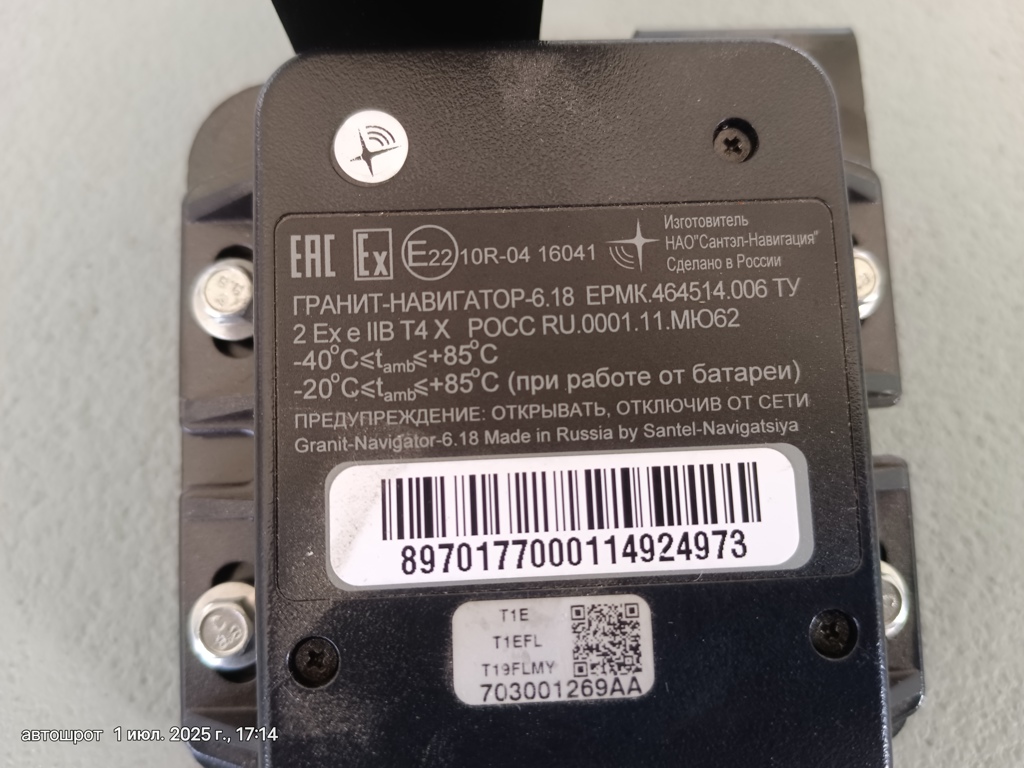 EAC Ex E22 10R-04 16041
Изготовитель
НАО"Сантэл-Навигация"
Сделано в России
ГРАНИТ-НАВИГАТОР-6.18 ЕРМК.464514.006 ТУ
2 Ex e IIB T4 X РОСС RU.0001.11.МЮ62
-40°C≤tamb≤+85°C
-20°C≤tamb≤+85°C (при работе от батареи)
ПРЕДУПРЕЖДЕНИЕ: ОТКРЫВАТЬ, ОТКЛЮЧИВ ОТ СЕТИ
Granit-Navigator-6.18 Made in Russia by Santel-Navigatsiya
8970177000114924973
T1E
T1EFL
T19FLMY
703001269AA
автошрот 1 июл. 2025 г., 17:14